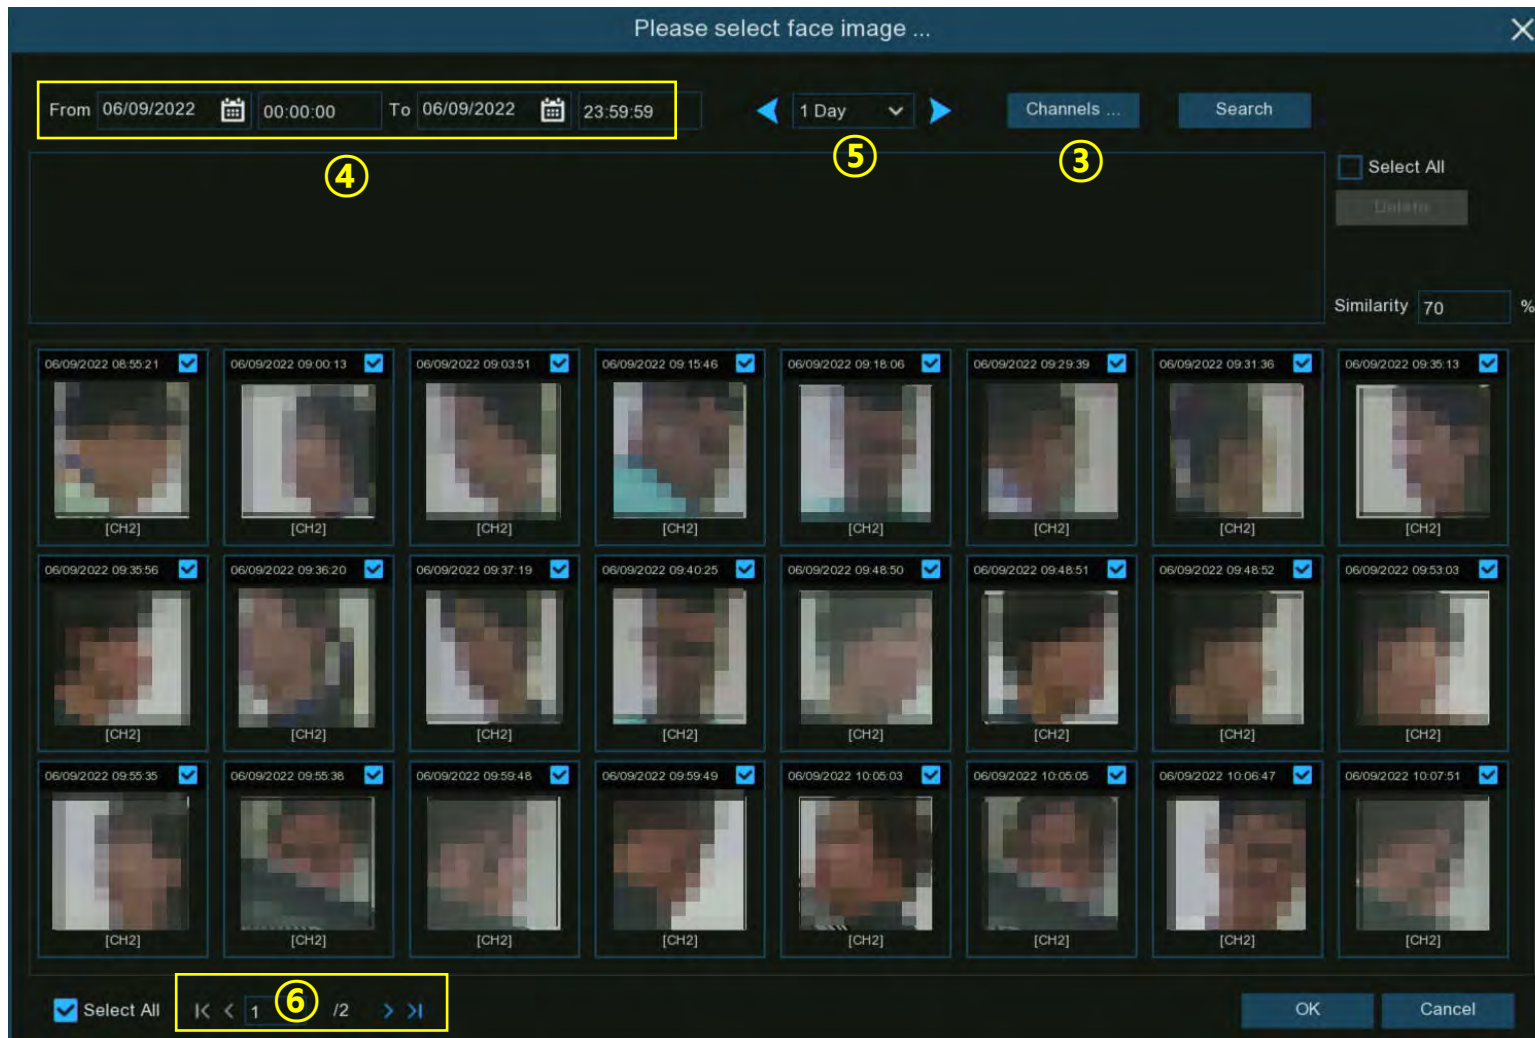 Please select face image ...
From 06/09/2022 00:00:00 To 06/09/2022 23:59:59 1 Day Channels ... Search
④ ⑤ ③
Select All
Delete
Similarity 70 %
06/09/2022 08:55:21 06/09/2022 09:00:13 06/09/2022 09:03:51 06/09/2022 09:15:46 06/09/2022 09:18:06 06/09/2022 09:29:39 06/09/2022 09:31:36 06/09/2022 09:35:13
[CH2] [CH2] [CH2] [CH2] [CH2] [CH2] [CH2] [CH2]
06/09/2022 09:35:56 06/09/2022 09:36:20 06/09/2022 09:37:19 06/09/2022 09:40:25 06/09/2022 09:48:50 06/09/2022 09:48:51 06/09/2022 09:48:52 06/09/2022 09:53:03
[CH2] [CH2] [CH2] [CH2] [CH2] [CH2] [CH2] [CH2]
06/09/2022 09:55:35 06/09/2022 09:55:38 06/09/2022 09:59:48 06/09/2022 09:59:49 06/09/2022 10:05:03 06/09/2022 10:05:05 06/09/2022 10:06:47 06/09/2022 10:07:51
[CH2] [CH2] [CH2] [CH2] [CH2] [CH2] [CH2] [CH2]
Select All 1 ⑥ /2 OK Cancel